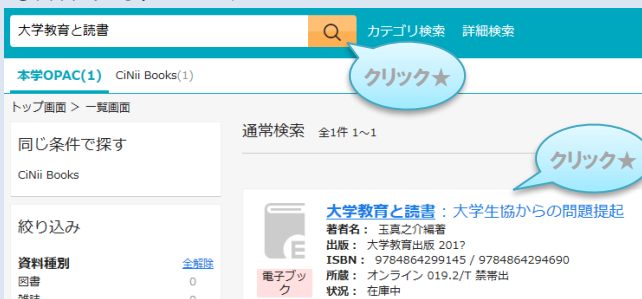 大学教育と読書
カテゴリ検索 詳細検索
クリック★
本学OPAC(1) CiNii Books(1)
トップ画面 > 一覧画面
同じ条件で探す
CiNii Books
通常検索 全1件 1～1
クリック★
絞り込み
資料種別 全解除
図書 0
雑誌 0
E
電子ブック
大学教育と読書 : 大学生協からの問題提起
著者名： 玉真之介編著
出版： 大学教育出版 201?
ISBN： 9784864299145 / 9784864294690
所蔵： オンライン 019.2/T 禁帯出
状況： 在庫中